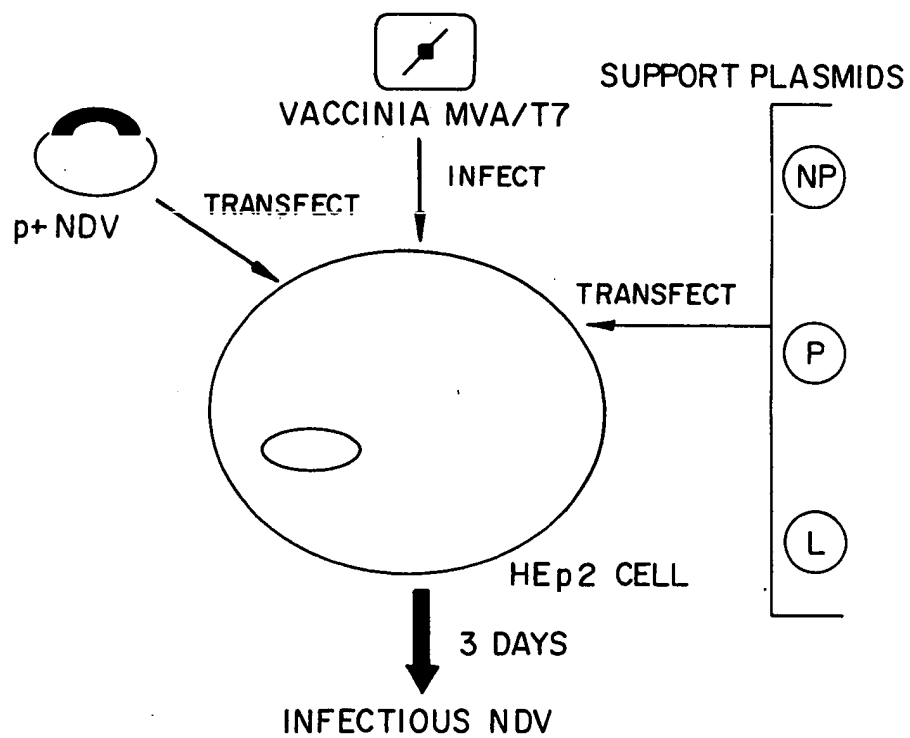 SUPPORT PLASMIDS
VACCINIA MVA/T7
NP
INFECT
TRANSFECT
p+NDV
TRANSFECT
P
L
HEp2 CELL
3 DAYS
INFECTIOUS NDV